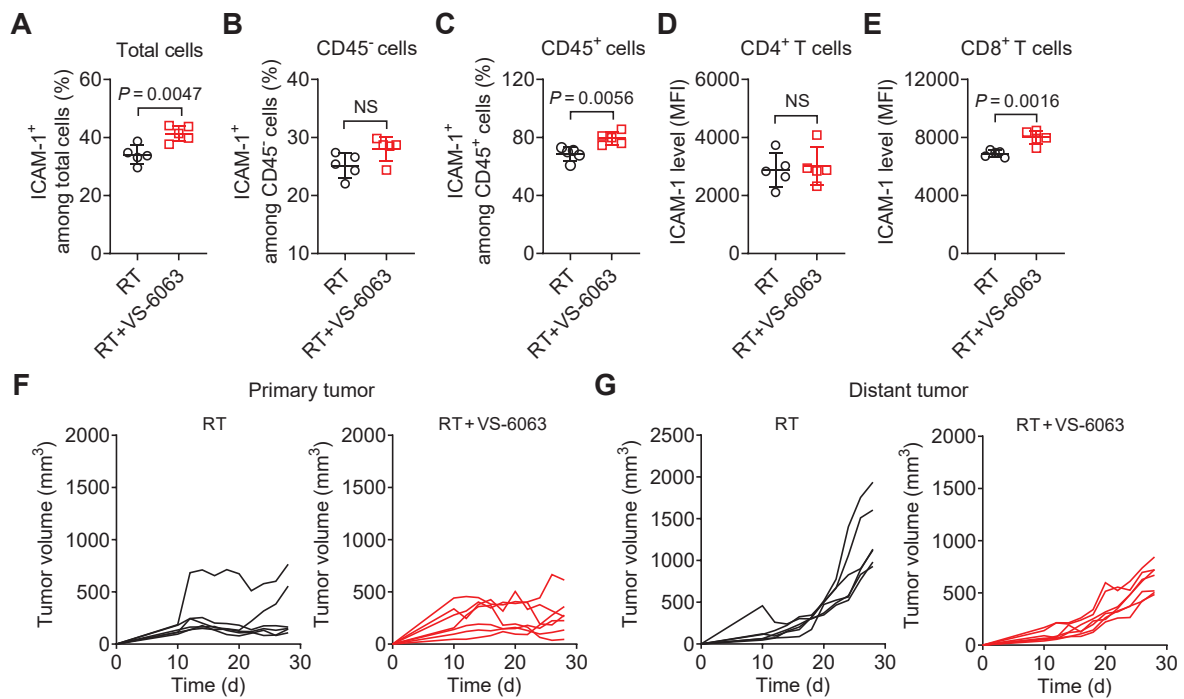 A
Total cells
ICAM-1⁺
among total cells (%)
60
40
20
0
P = 0.0047
RT
RT+VS-6063
B
CD45⁻ cells
ICAM-1⁺
among CD45⁻ cells (%)
40
30
20
10
NS
RT
RT+VS-6063
C
CD45⁺ cells
ICAM-1⁺
among CD45⁺ cells (%)
120
80
40
0
P = 0.0056
RT
RT+VS-6063
D
CD4⁺ T cells
ICAM-1 level (MFI)
6000
4000
2000
0
NS
RT
RT+VS-6063
E
CD8⁺ T cells
ICAM-1 level (MFI)
12000
8000
4000
0
P = 0.0016
RT
RT+VS-6063
F
Primary tumor
RT
Tumor volume (mm³)
2000
1500
1000
500
0
0
10
20
30
Time (d)
RT+VS-6063
Tumor volume (mm³)
2000
1500
1000
500
0
0
10
20
30
Time (d)
G
Distant tumor
RT
Tumor volume (mm³)
2500
2000
1500
1000
500
0
0
10
20
30
Time (d)
RT+VS-6063
Tumor volume (mm³)
2000
1500
1000
500
0
0
10
20
30
Time (d)